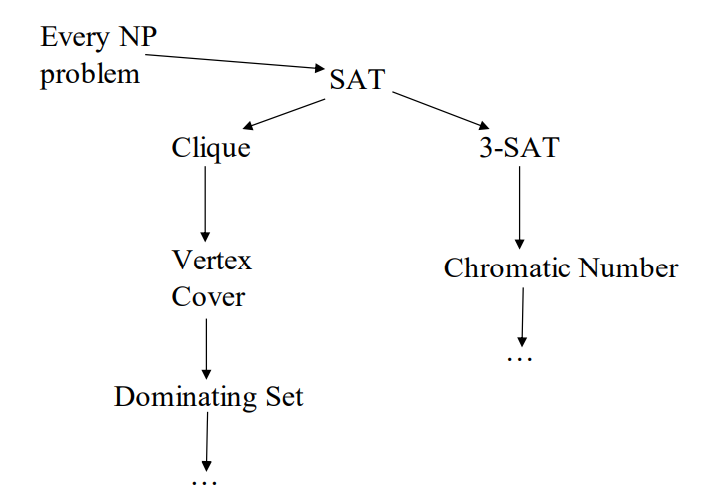 Every NP
problem
SAT
Clique
3-SAT
Vertex
Cover
Chromatic Number
…
Dominating Set
…